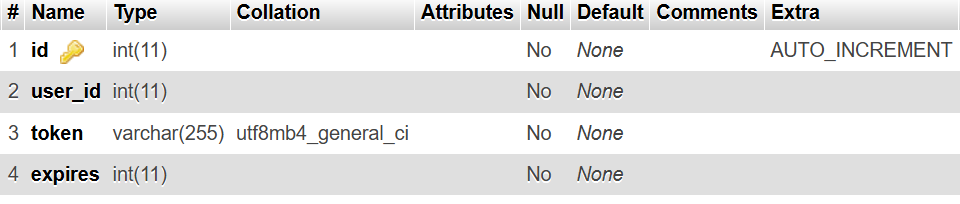 # Name Type Collation Attributes Null Default Comments Extra
1 id int(11) No None AUTO_INCREMENT
2 user_id int(11) No None
3 token varchar(255) utf8mb4_general_ci No None
4 expires int(11) No None